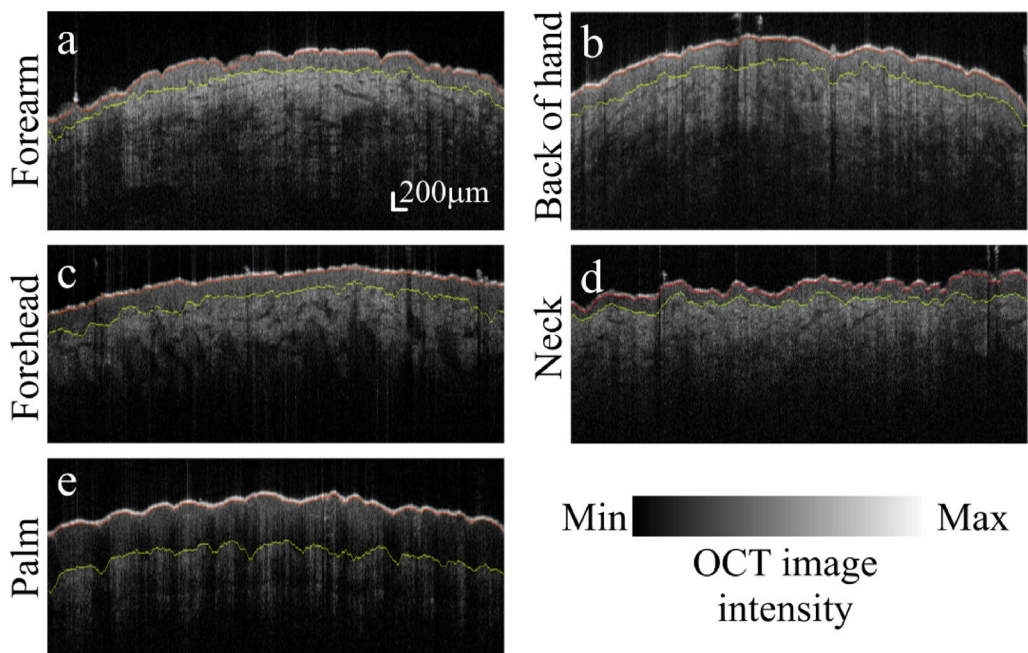 a
Forearm
200μm
b
Back of hand
c
Forehead
d
Neck
e
Palm
Min
Max
OCT image
intensity